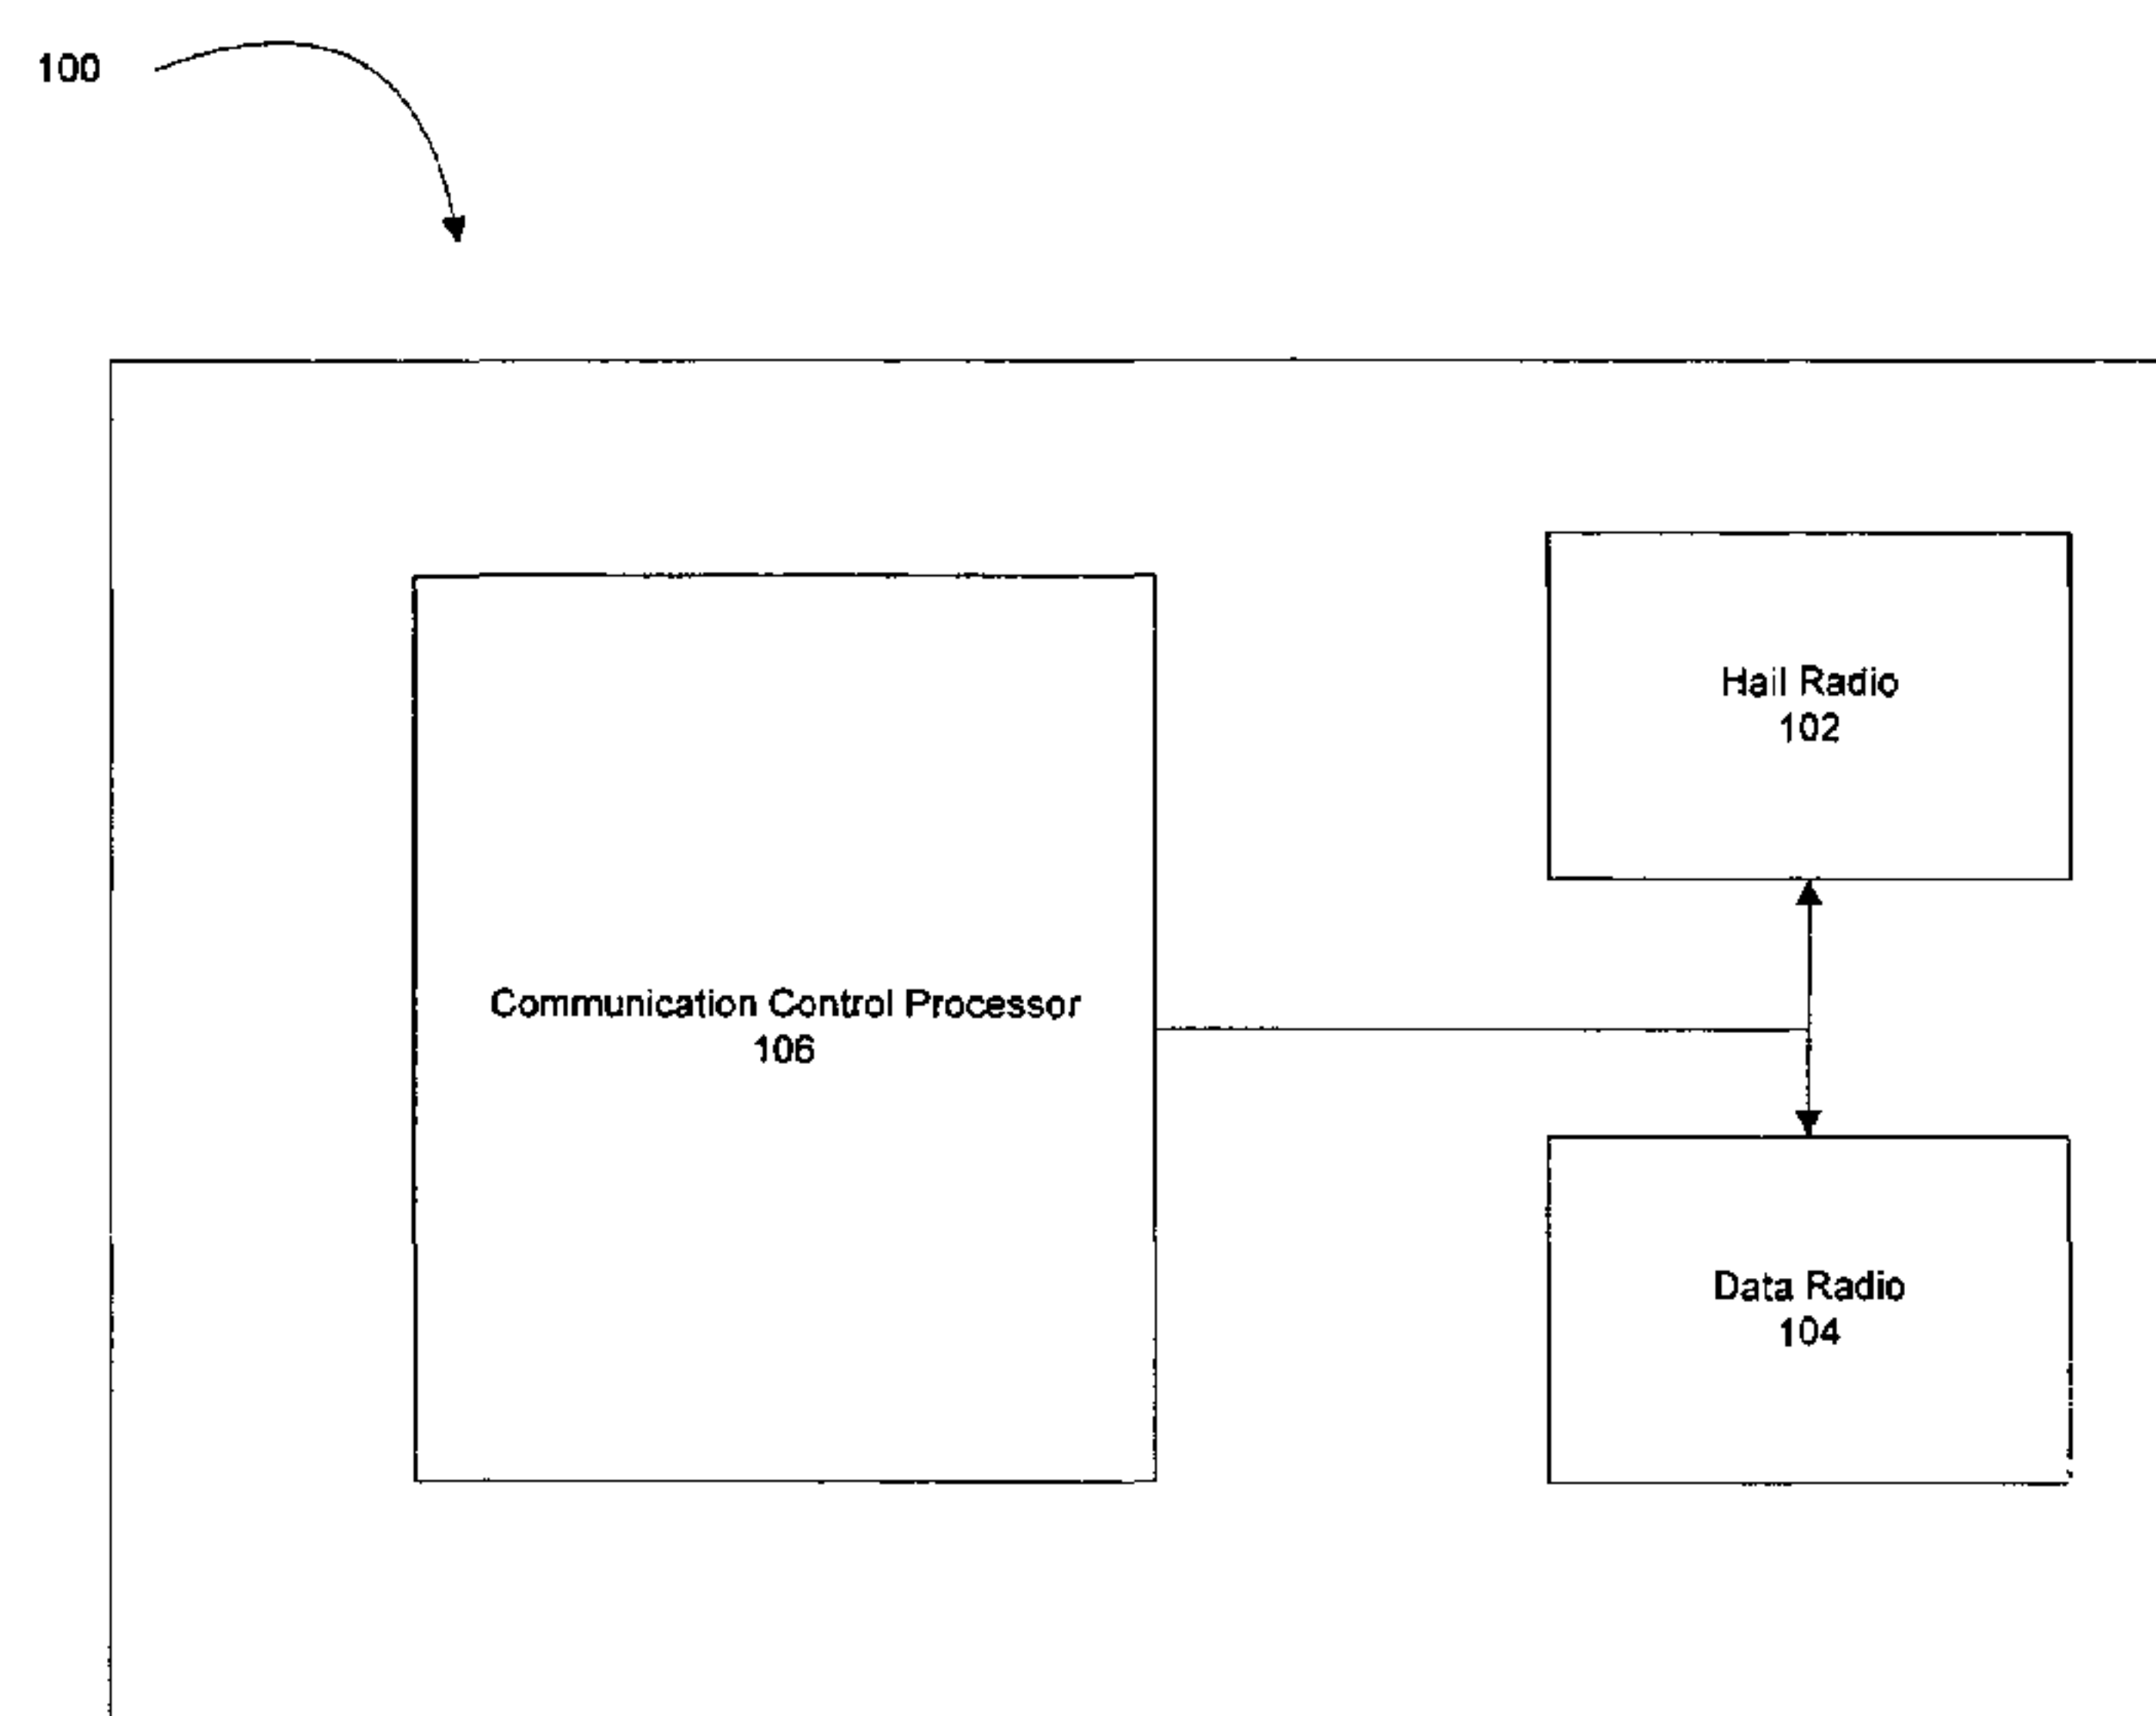 100
Hail Radio
102
Communication Control Processor
106
Data Radio
104